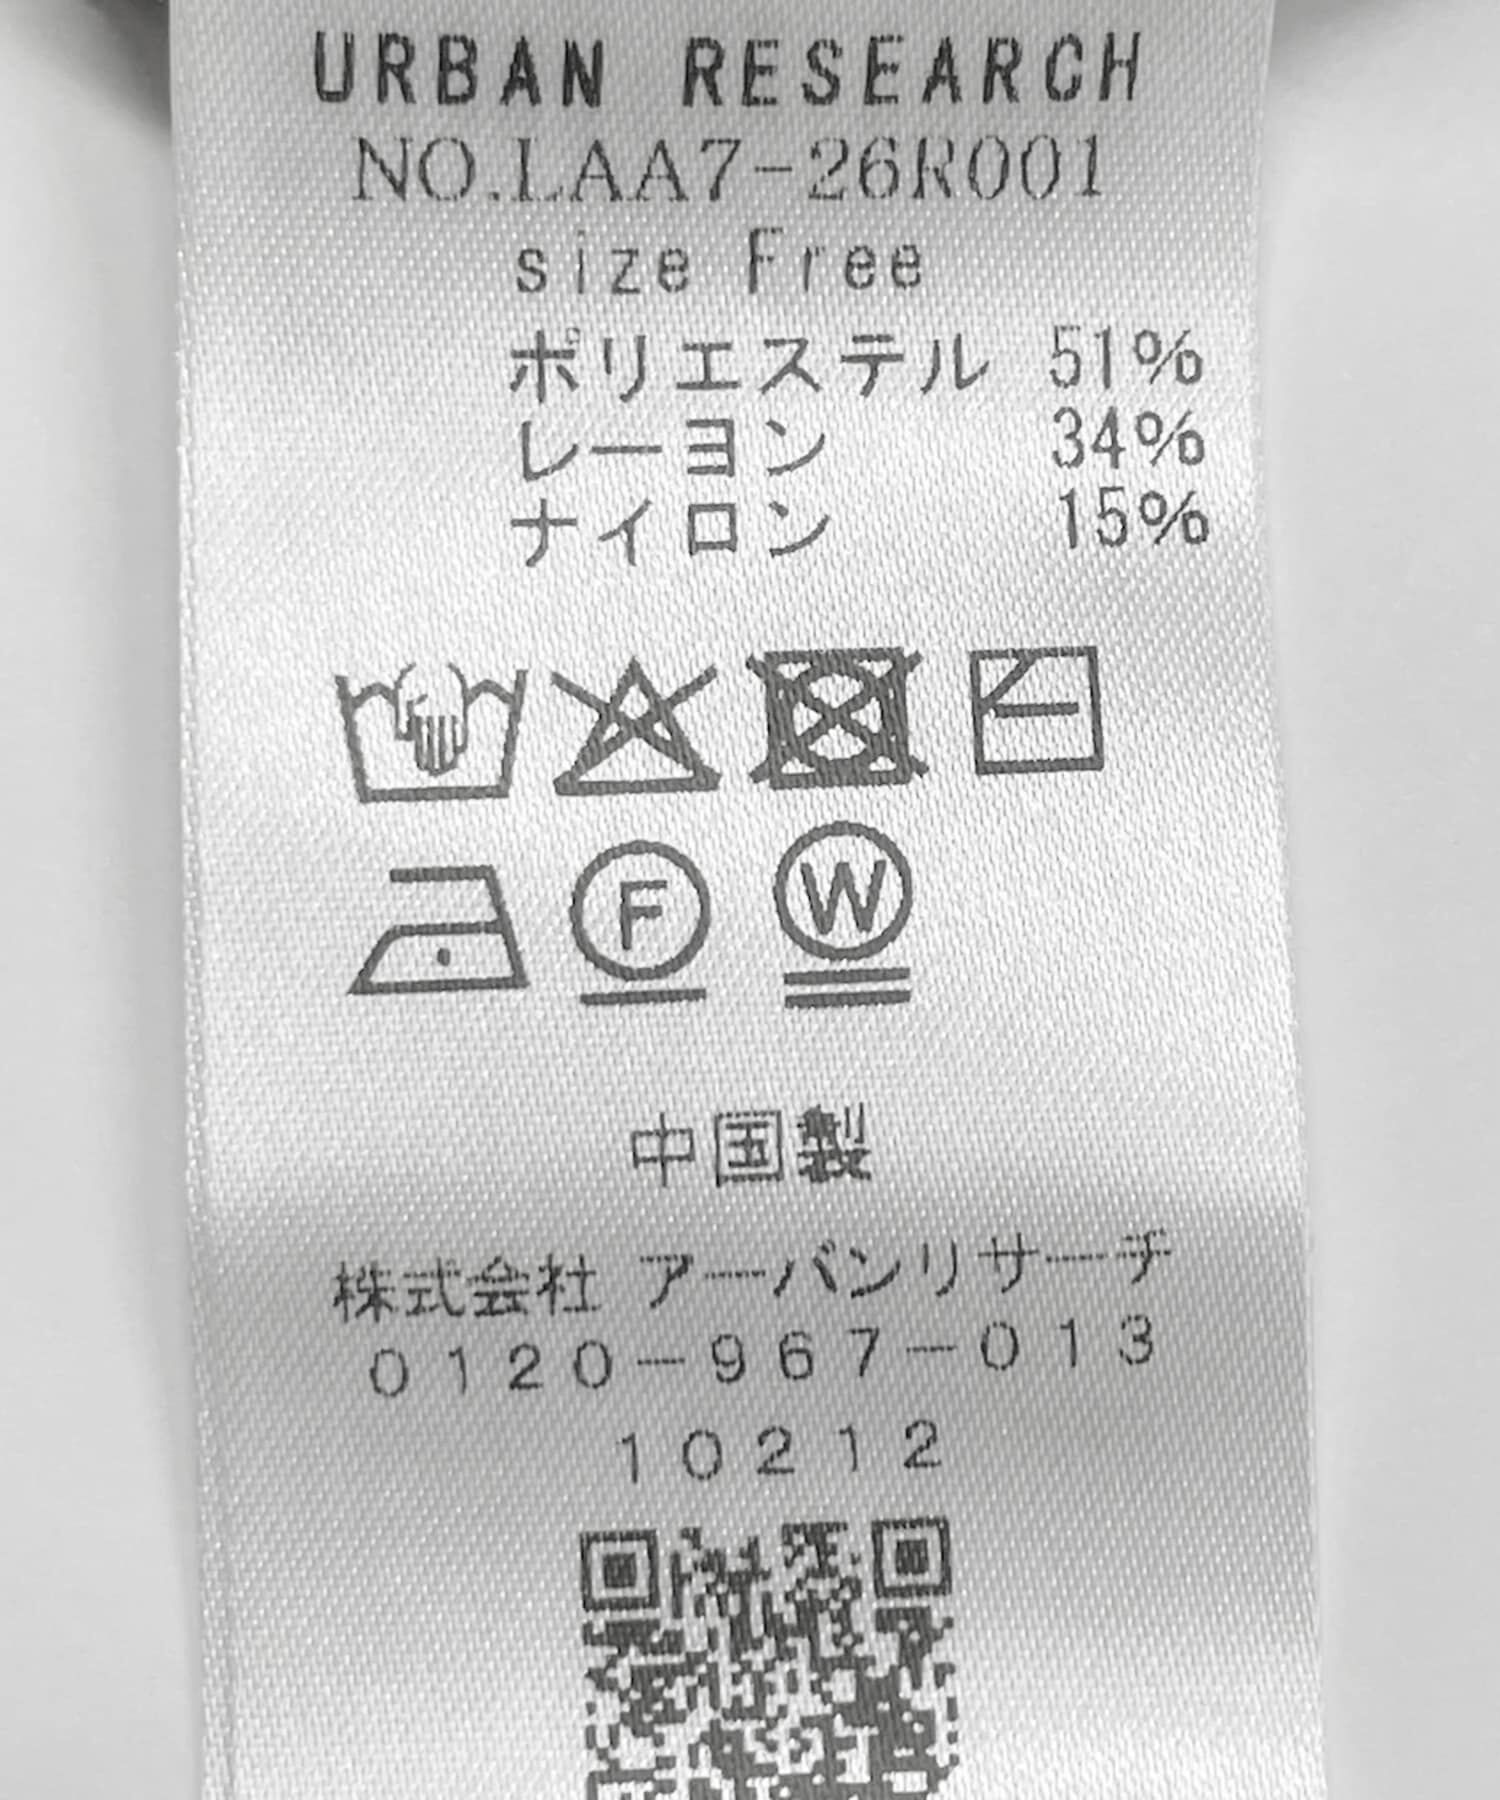 URBAN RESEARCH
NO.LAA7-26R001
size Free
ポリエステル 51%
レーヨン 34%
ナイロン 15%
F
W
中国製
株式会社 アーバンリサーチ
0120-967-013
10212